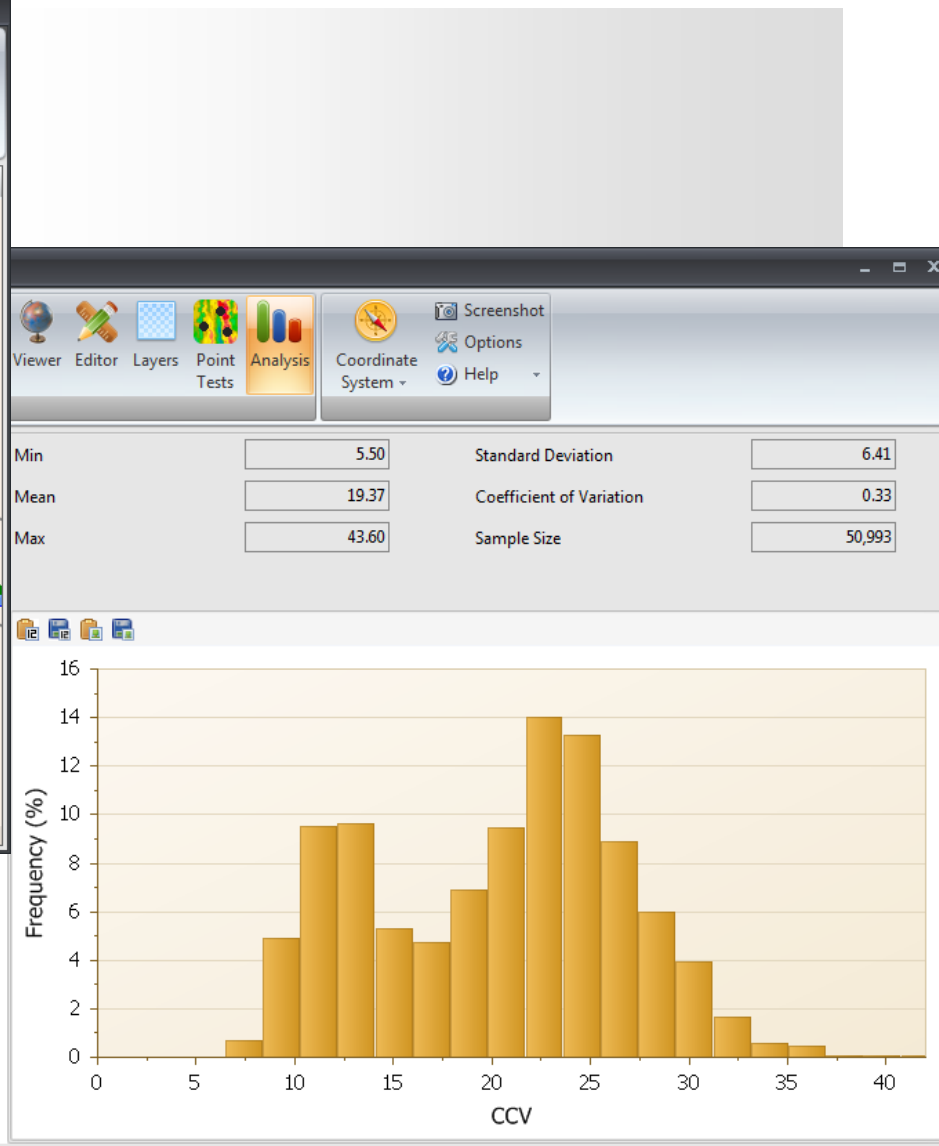 Viewer Editor Layers Point Tests Analysis Coordinate System Screenshot
Options
Help
Min 5.50 Standard Deviation 6.41
Mean 19.37 Coefficient of Variation 0.33
Max 43.60 Sample Size 50,993
12 12
16
14
12
10
8
6
4
2
0
Frequency (%)
0 5 10 15 20 25 30 35 40
CCV